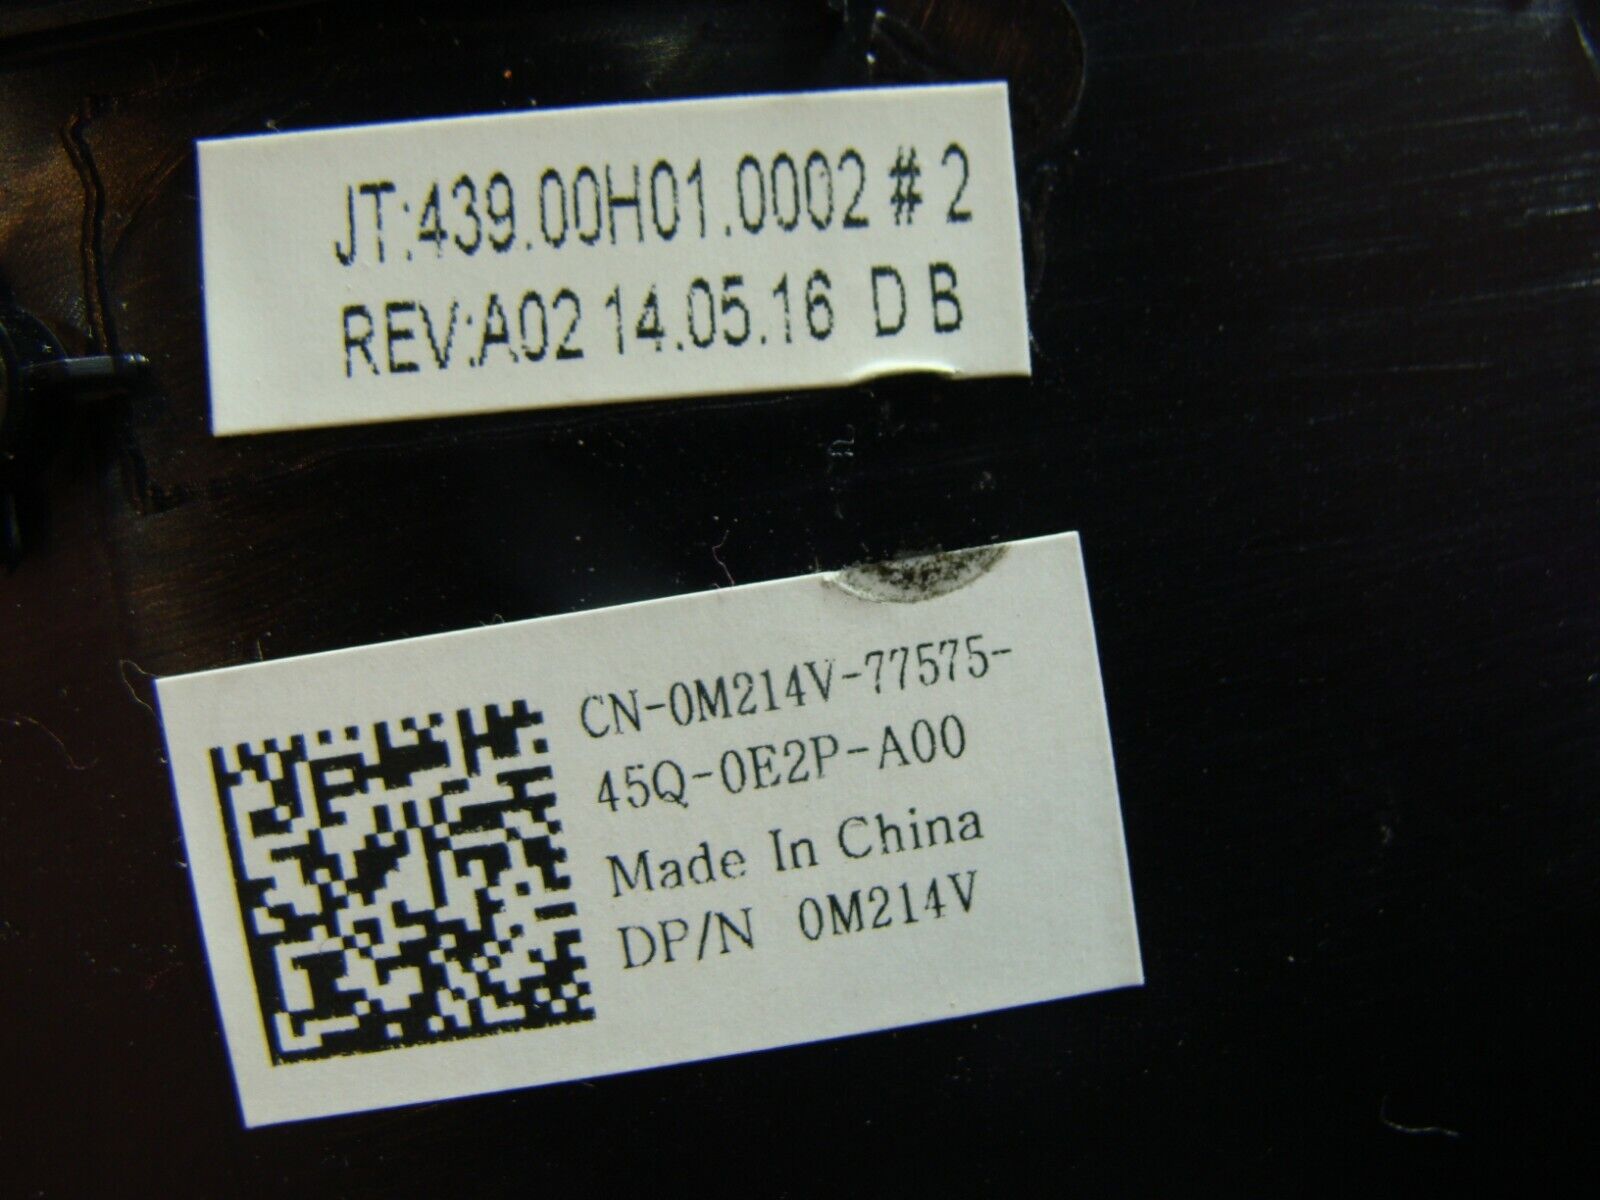 JT:439.00H01.0002 # 2
REV:A02 14.05.16 D B
CN-0M214V-77575-
45Q-0E2P-A00
Made In China
DP/N 0M214V